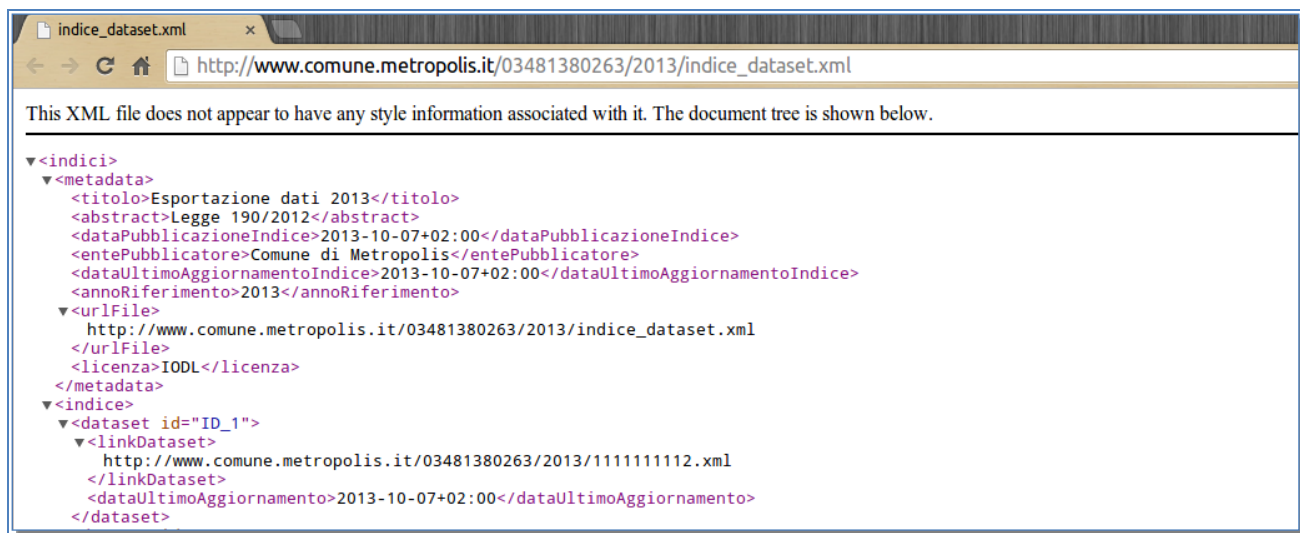 indice_dataset.xml ×
http://www.comune.metropolis.it/03481380263/2013/indice_dataset.xml
This XML file does not appear to have any style information associated with it. The document tree is shown below.
▼<indici>
▼<metadata>
<titolo>Esportazione dati 2013</titolo>
<abstract>Legge 190/2012</abstract>
<dataPubblicazioneIndice>2013-10-07+02:00</dataPubblicazioneIndice>
<entePubblicatore>Comune di Metropolis</entePubblicatore>
<dataUltimoAggiornamentoIndice>2013-10-07+02:00</dataUltimoAggiornamentoIndice>
<annoRiferimento>2013</annoRiferimento>
▼<urlFile>
http://www.comune.metropolis.it/03481380263/2013/indice_dataset.xml
</urlFile>
<licenza>IODL</licenza>
</metadata>
▼<indice>
▼<dataset id="ID_1">
▼<linkDataset>
http://www.comune.metropolis.it/03481380263/2013/1111111112.xml
</linkDataset>
<dataUltimoAggiornamento>2013-10-07+02:00</dataUltimoAggiornamento>
</dataset>